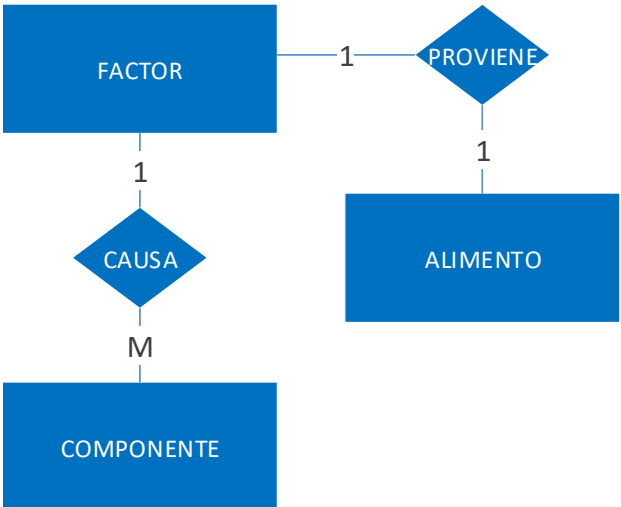 FACTOR
1
PROVIENE
1
1
CAUSA
ALIMENTO
M
COMPONENTE